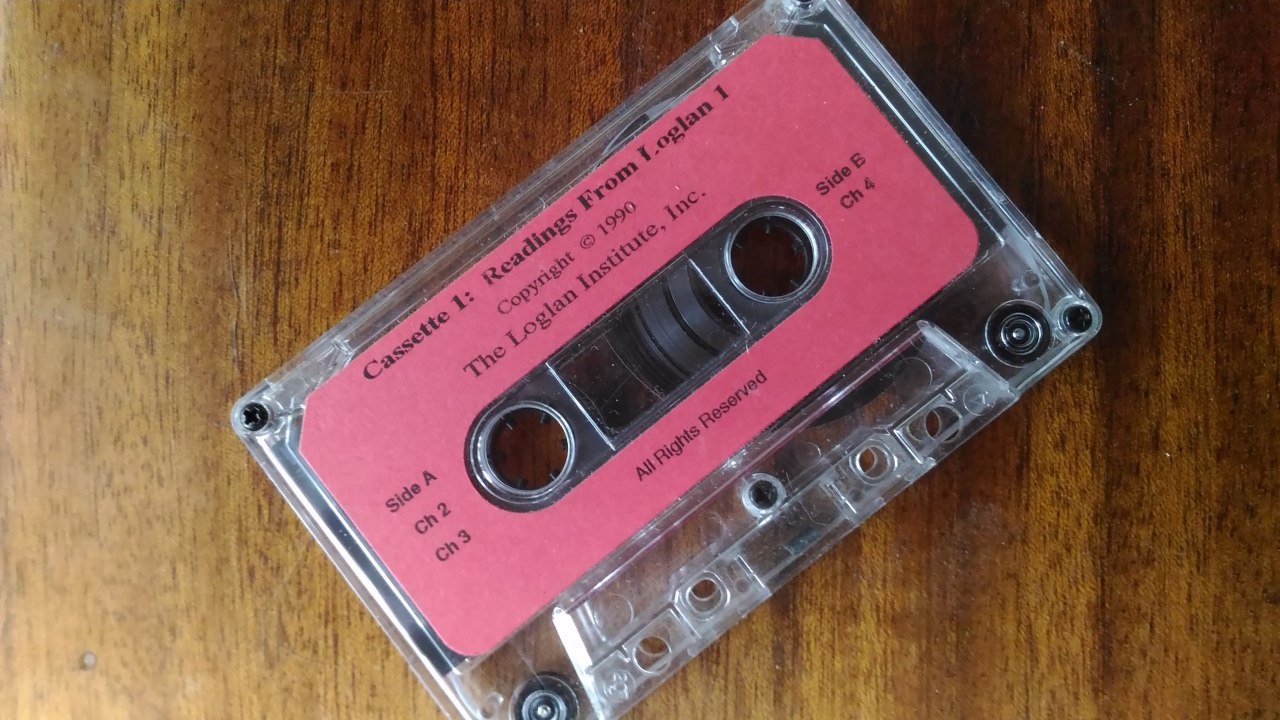 Cassette 1: Readings From Loglan 1
Copyright © 1990
The Loglan Institute, Inc.
Side A
Ch 2
Ch 3
Side B
Ch 4
All Rights Reserved